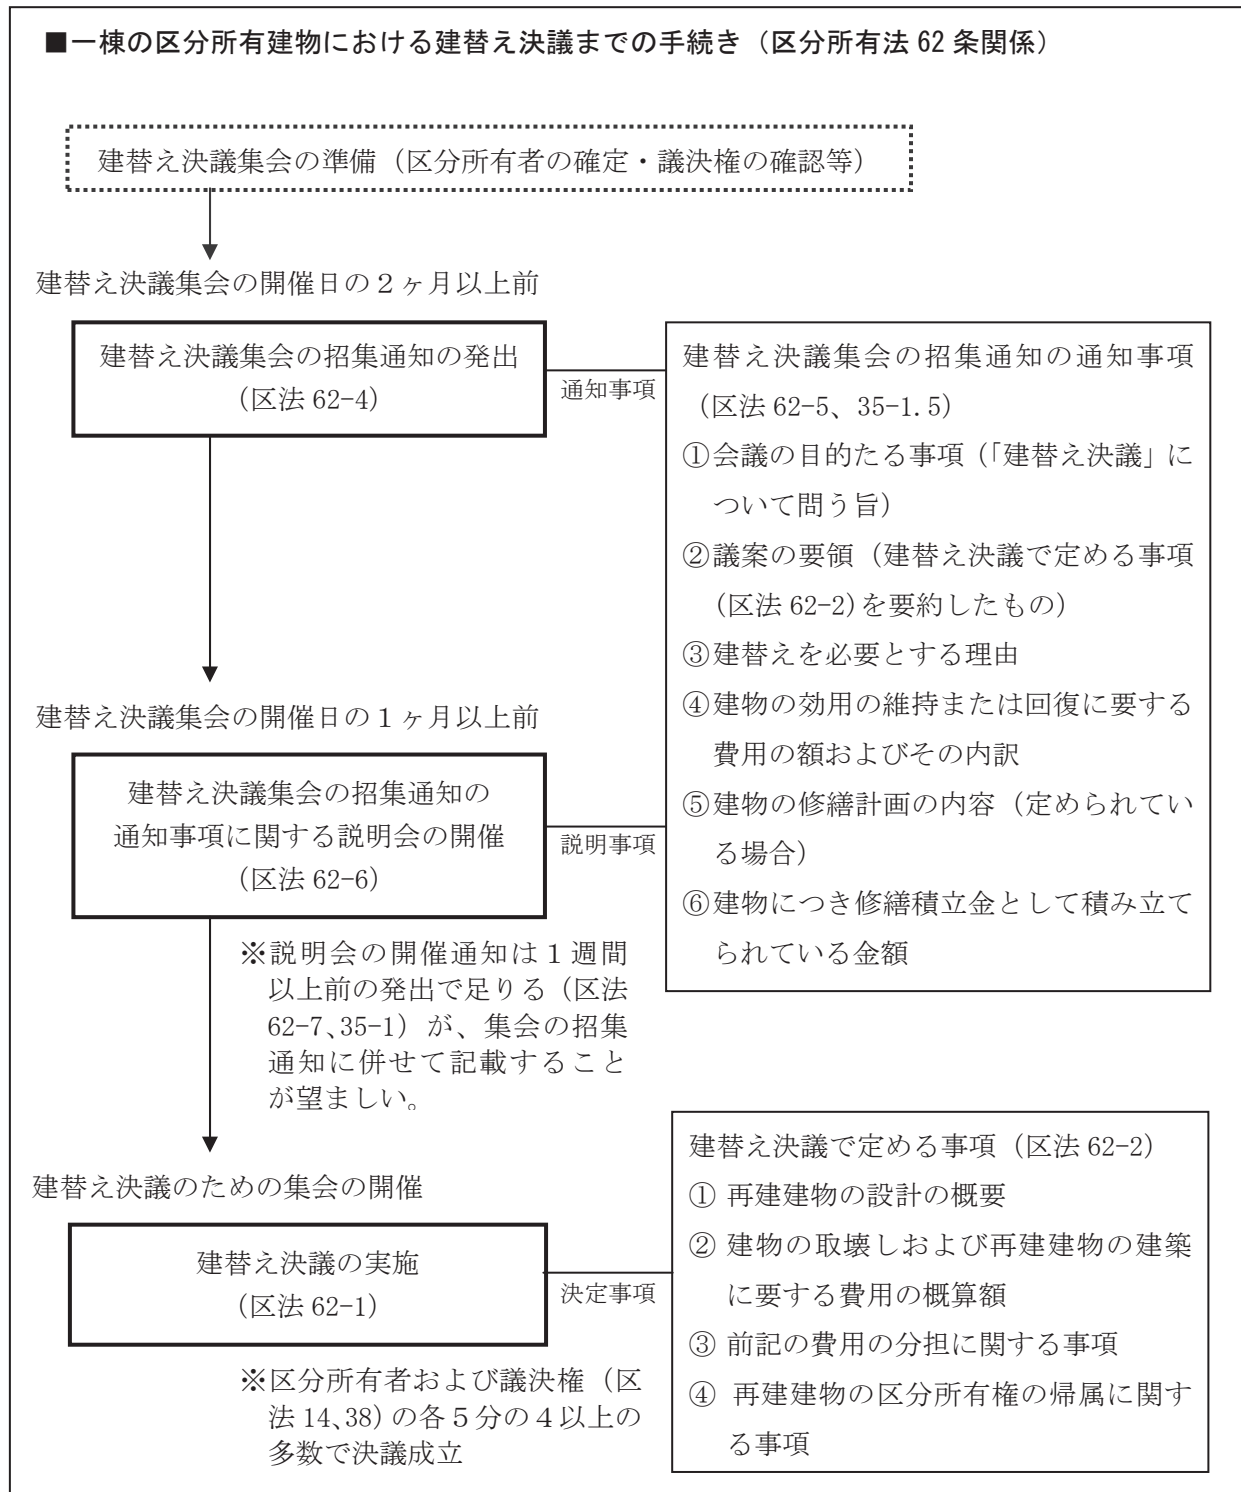 ■一棟の区分所有建物における建替え決議までの手続き（区分所有法 62 条関係）
建替え決議集会の準備（区分所有者の確定・議決権の確認等）
建替え決議集会の開催日の２ヶ月以上前
建替え決議集会の招集通知の発出
（区法 62-4）
通知事項
建替え決議集会の招集通知の通知事項
（区法 62-5、35-1.5）
①会議の目的たる事項（「建替え決議」に
ついて問う旨）
②議案の要領（建替え決議で定める事項
（区法 62-2）を要約したもの）
③建替えを必要とする理由
④建物の効用の維持または回復に要する
費用の額およびその内訳
⑤建物の修繕計画の内容（定められてい
る場合）
⑥建物につき修繕積立金として積み立て
られている金額
建替え決議集会の開催日の１ヶ月以上前
建替え決議集会の招集通知の
通知事項に関する説明会の開催
（区法 62-6）
説明事項
※説明会の開催通知は１週間
以上前の発出で足りる（区法
62-7、35-1）が、集会の招集
通知に併せて記載すること
が望ましい。
建替え決議のための集会の開催
建替え決議の実施
（区法 62-1）
決定事項
※区分所有者および議決権（区
法 14、38）の各５分の４以上の
多数で決議成立
建替え決議で定める事項（区法 62-2）
① 再建建物の設計の概要
② 建物の取壊しおよび再建建物の建築
に要する費用の概算額
③ 前記の費用の分担に関する事項
④ 再建建物の区分所有権の帰属に関す
る事項